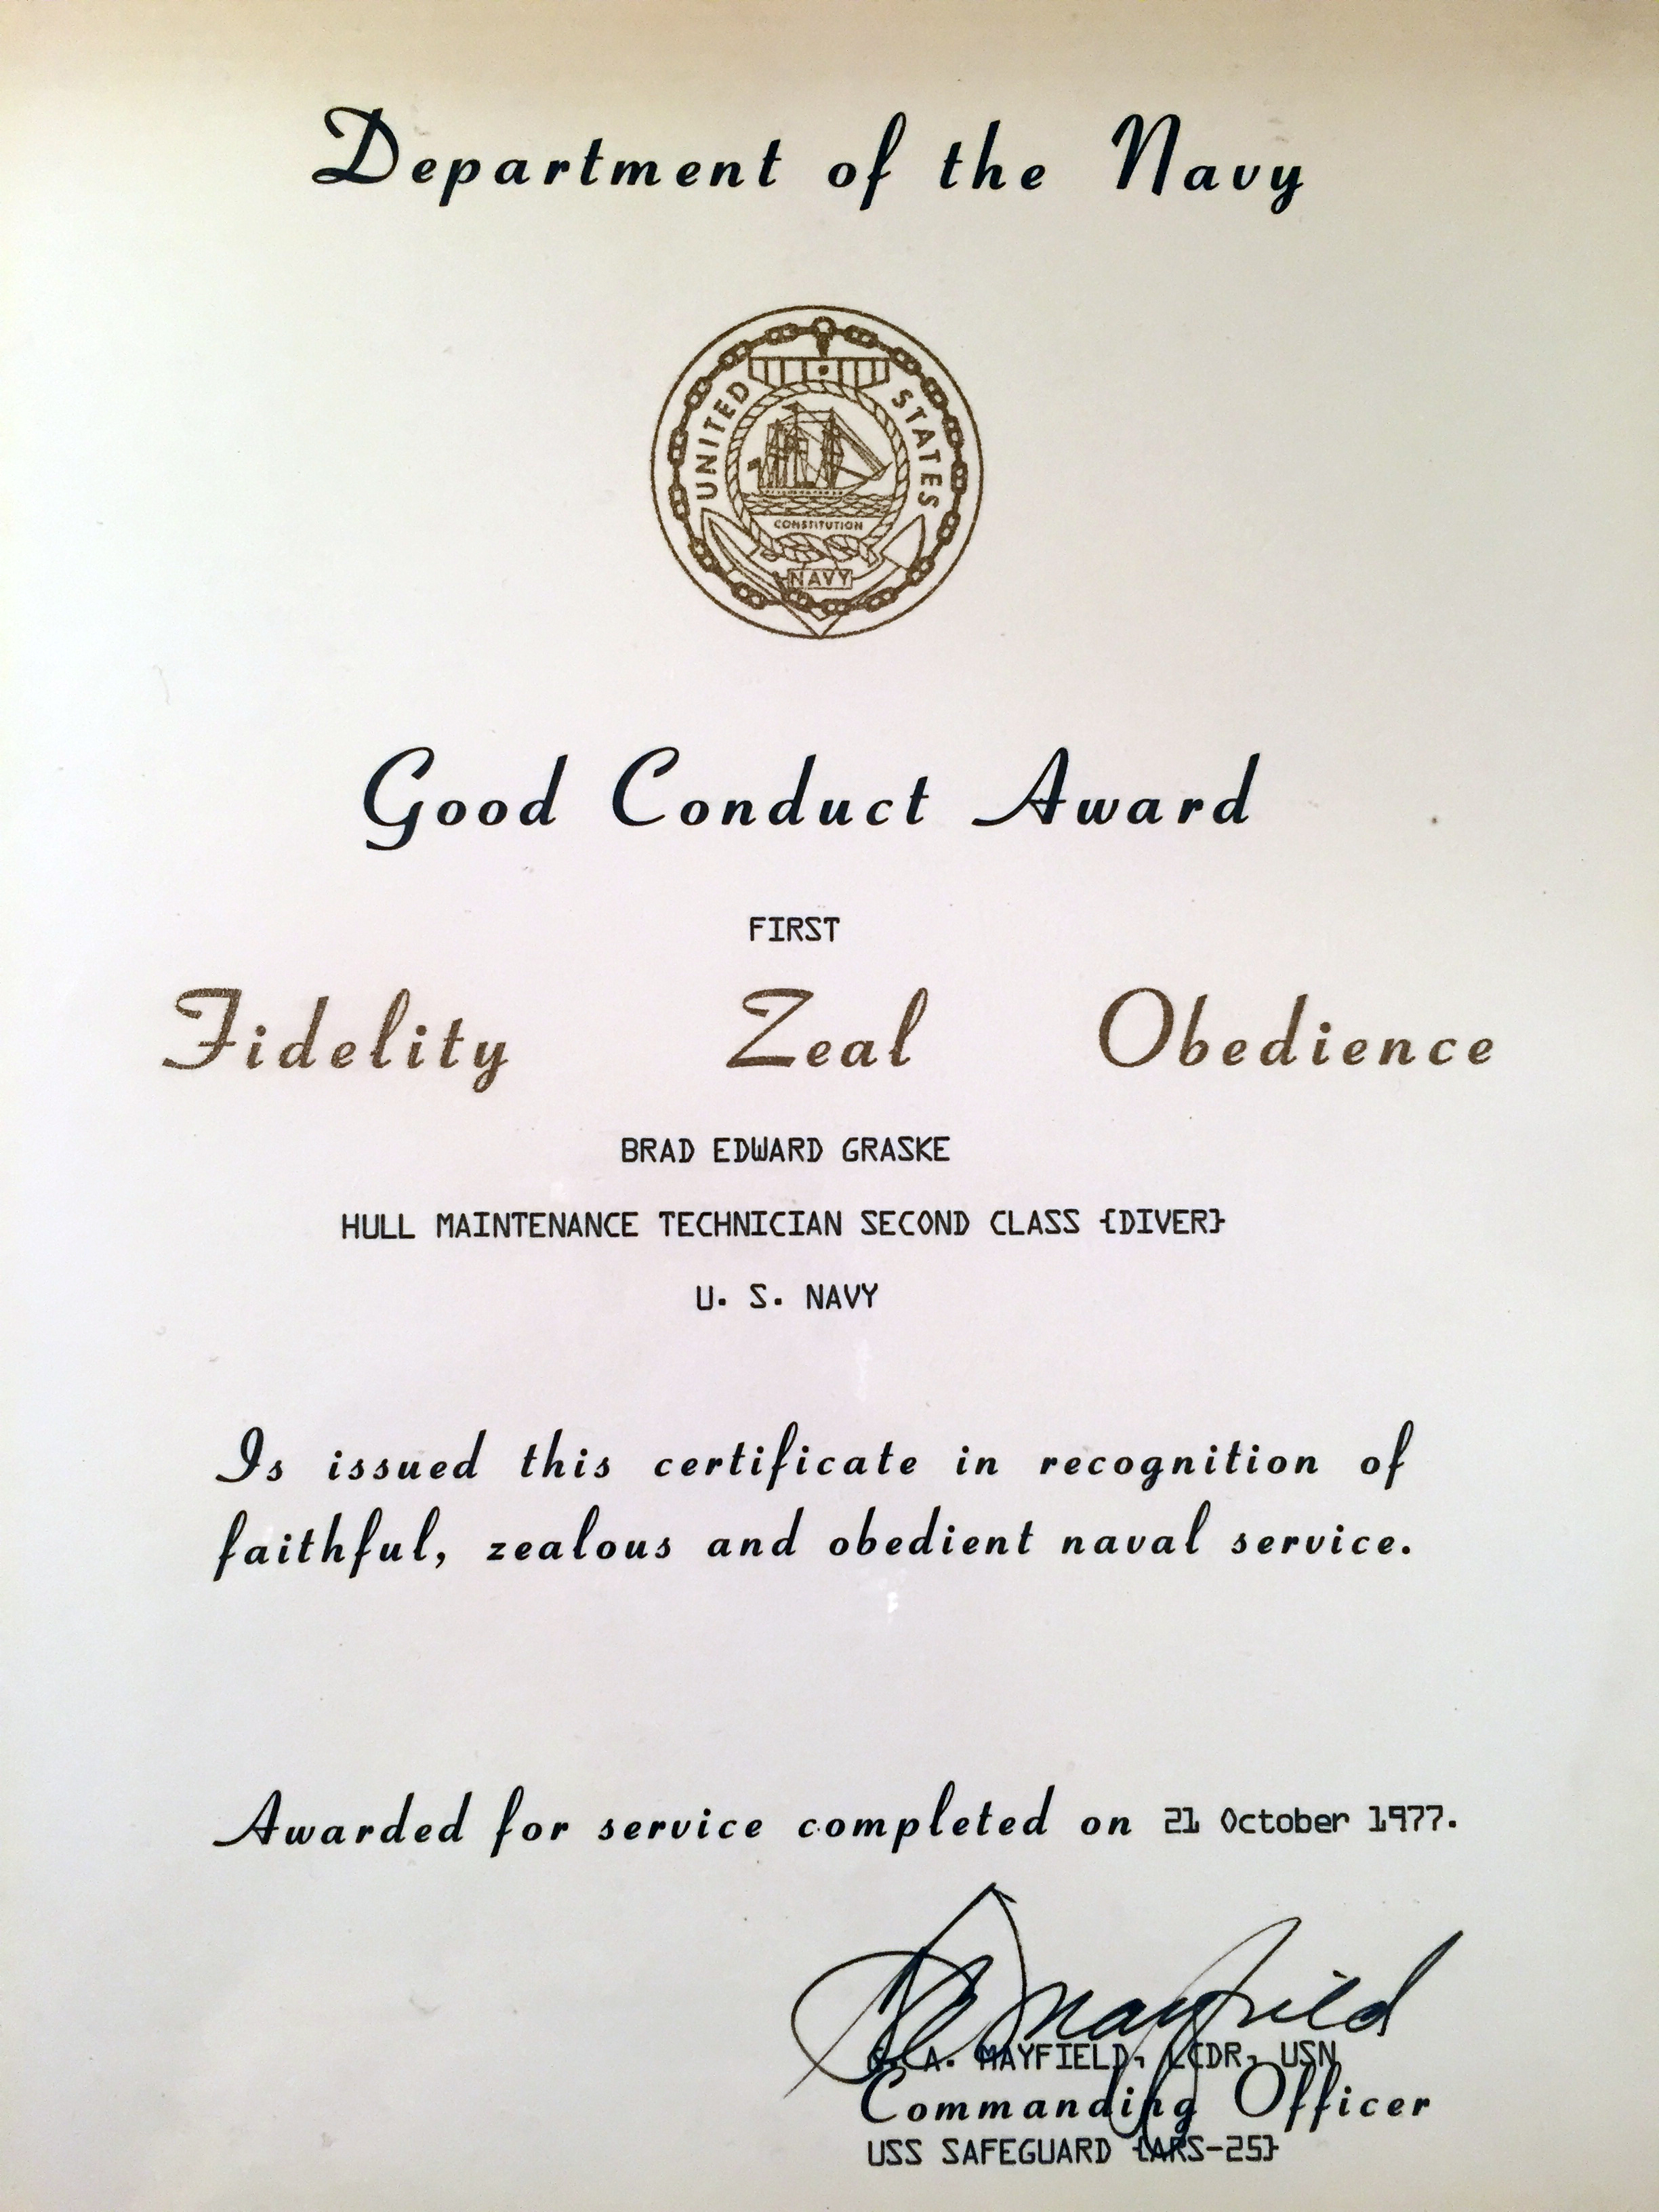 Department of the Navy
UNITED STATES
CONSTITUTION
NAVY
Good Conduct Award
FIRST
Fidelity Zeal Obedience
BRAD EDWARD GRASKE
HULL MAINTENANCE TECHNICIAN SECOND CLASS {DIVER}
U. S. NAVY
Is issued this certificate in recognition of
faithful, zealous and obedient naval service.
Awarded for service completed on 21 October 1977.
Mayfield
A. MAYFIELD, LCDR, USN
Commanding Officer
USS SAFEGUARD {ARS-25}